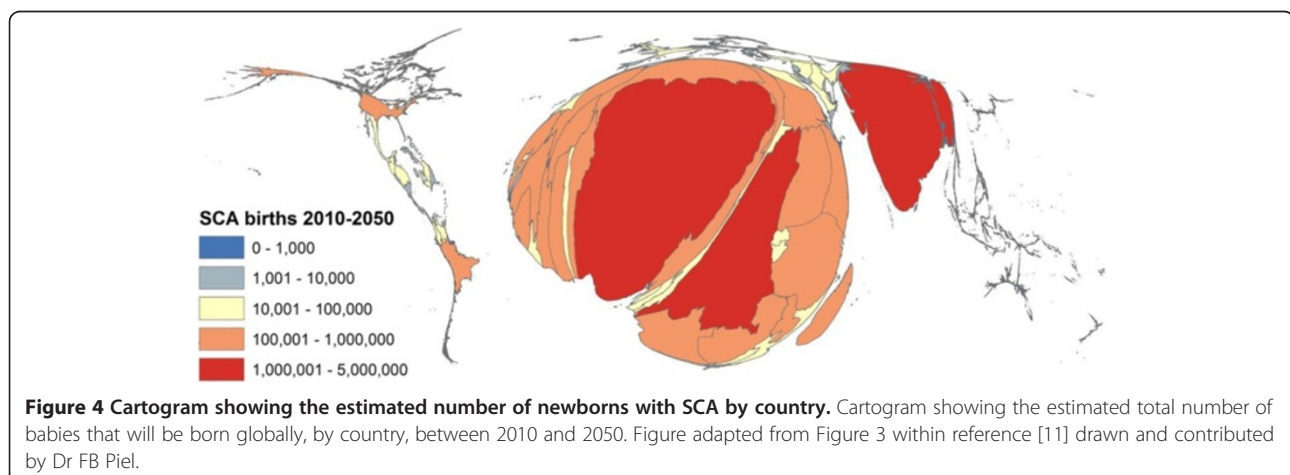 SCA births 2010-2050
0 - 1,000
1,001 - 10,000
10,001 - 100,000
100,001 - 1,000,000
1,000,001 - 5,000,000
Figure 4 Cartogram showing the estimated number of newborns with SCA by country. Cartogram showing the estimated total number of
babies that will be born globally, by country, between 2010 and 2050. Figure adapted from Figure 3 within reference [11] drawn and contributed
by Dr FB Piel.